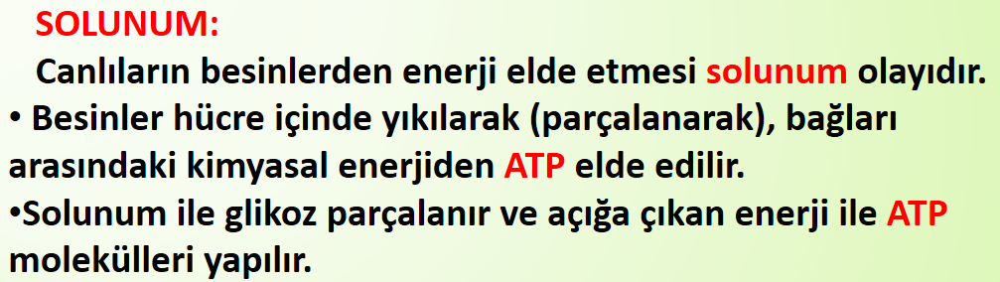 SOLUNUM:
Canlıların besinlerden enerji elde etmesi solunum olayıdır.
• Besinler hücre içinde yıkılarak (parçalanarak), bağları
arasındaki kimyasal enerjiden ATP elde edilir.
•Solunum ile glikoz parçalanır ve açığa çıkan enerji ile ATP
molekülleri yapılır.